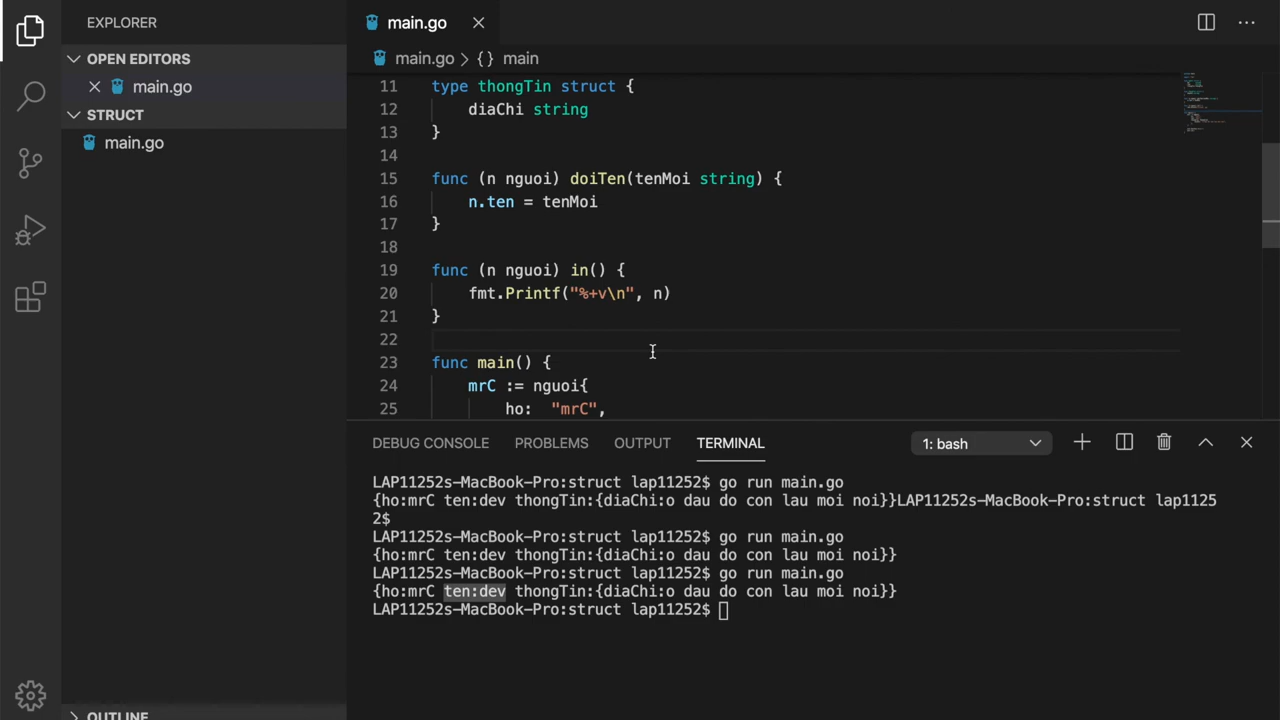 EXPLORER
OPEN EDITORS
main.go
STRUCT
main.go
OUTLINE
main.go
main.go > {} main
11 type thongTin struct {
12 diaChi string
13 }
14
15 func (n nguoi) doiTen(tenMoi string) {
16 n.ten = tenMoi
17 }
18
19 func (n nguoi) in() {
20 fmt.Printf("%+v\n", n)
21 }
22
23 func main() {
24 mrC := nguoi{
25 ho: "mrC",
DEBUG CONSOLE PROBLEMS OUTPUT TERMINAL 1: bash
LAP11252s-MacBook-Pro:struct lap11252$ go run main.go
{ho:mrC ten:dev thongTin:{diaChi:o dau do con lau moi noi}}LAP11252s-MacBook-Pro:struct lap1125
2$
LAP11252s-MacBook-Pro:struct lap11252$ go run main.go
{ho:mrC ten:dev thongTin:{diaChi:o dau do con lau moi noi}}
LAP11252s-MacBook-Pro:struct lap11252$ go run main.go
{ho:mrC ten:dev thongTin:{diaChi:o dau do con lau moi noi}}
LAP11252s-MacBook-Pro:struct lap11252$